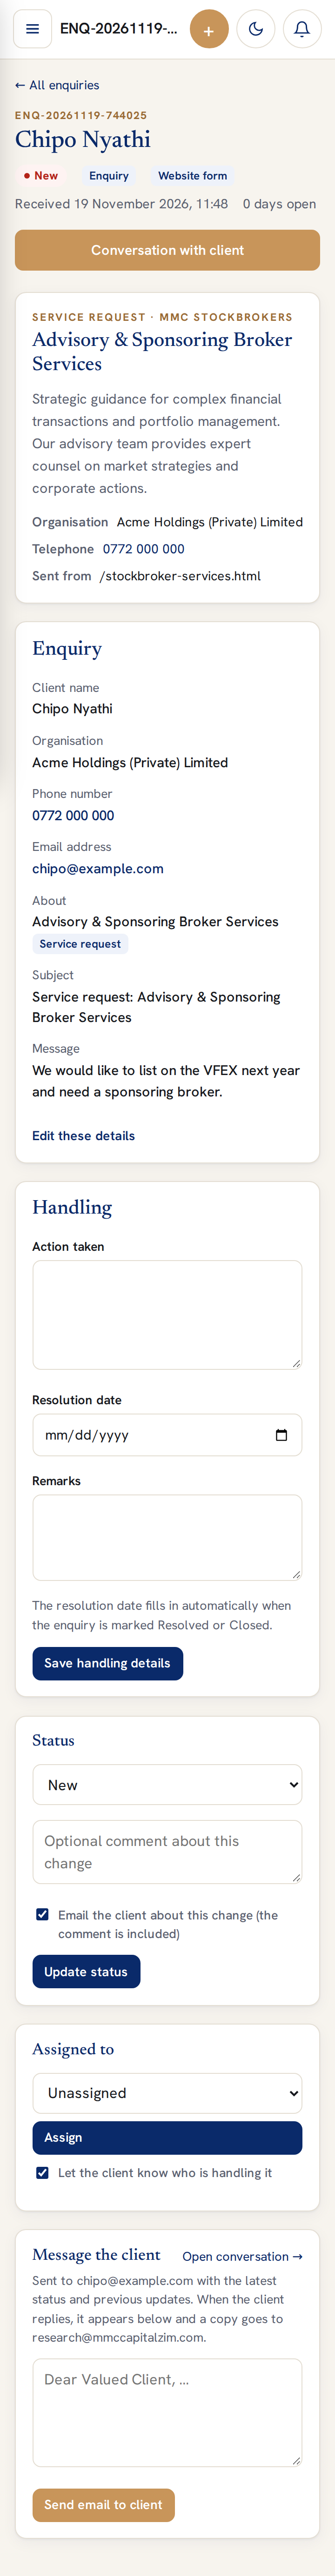 ENQ-20261119-...
+
← All enquiries
ENQ-20261119-744025
Chipo Nyathi
New
Enquiry
Website form
Received 19 November 2026, 11:48
0 days open
Conversation with client
SERVICE REQUEST · MMC STOCKBROKERS
Advisory & Sponsoring Broker
Services
Strategic guidance for complex financial
transactions and portfolio management.
Our advisory team provides expert
counsel on market strategies and
corporate actions.
Organisation Acme Holdings (Private) Limited
Telephone 0772 000 000
Sent from /stockbroker-services.html
Enquiry
Client name
Chipo Nyathi
Organisation
Acme Holdings (Private) Limited
Phone number
0772 000 000
Email address
chipo@example.com
About
Advisory & Sponsoring Broker Services
Service request
Subject
Service request: Advisory & Sponsoring
Broker Services
Message
We would like to list on the VFEX next year
and need a sponsoring broker.
Edit these details
Handling
Action taken
Resolution date
mm/dd/yyyy
Remarks
The resolution date fills in automatically when
the enquiry is marked Resolved or Closed.
Save handling details
Status
New
Optional comment about this
change
Email the client about this change (the
comment is included)
Update status
Assigned to
Unassigned
Assign
Let the client know who is handling it
Message the client
Open conversation →
Sent to chipo@example.com with the latest
status and previous updates. When the client
replies, it appears below and a copy goes to
research@mmccapitalzim.com.
Dear Valued Client, ...
Send email to client